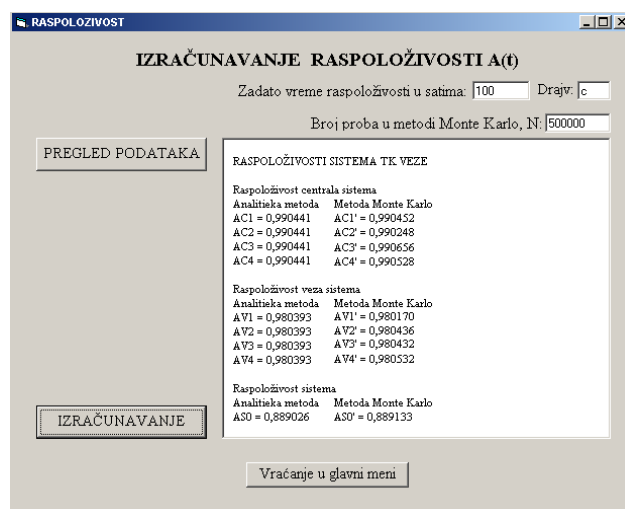 RASPOLOZIVOST
IZRAČUNAVANJE RASPOLOŽIVOSTI A(t)
Zadato vreme raspoloživosti u satima: 100 Drajv: c
Broj proba u metodi Monte Karlo, N: 500000
PREGLED PODATAKA
RASPOLOŽIVOSTI SISTEMA TK VEZE
Raspoloživost centrala sistema
Analitieka metoda Metoda Monte Karlo
AC1 = 0,990441 AC1' = 0,990452
AC2 = 0,990441 AC2' = 0,990248
AC3 = 0,990441 AC3' = 0,990656
AC4 = 0,990441 AC4' = 0,990528
Raspoloživost veza sistema
Analitieka metoda Metoda Monte Karlo
AV1 = 0,980393 AV1' = 0,980170
AV2 = 0,980393 AV2' = 0,980436
AV3 = 0,980393 AV3' = 0,980432
AV4 = 0,980393 AV4' = 0,980532
Raspoloživost sistema
Analitieka metoda Metoda Monte Karlo
AS0 = 0,889026 AS0' = 0,889133
IZRAČUNAVANJE
Vraćanje u glavni meni